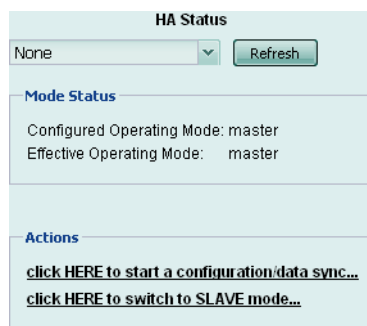 HA Status
None Refresh
Mode Status
Configured Operating Mode: master
Effective Operating Mode: master
Actions
click HERE to start a configuration/data sync...
click HERE to switch to SLAVE mode...